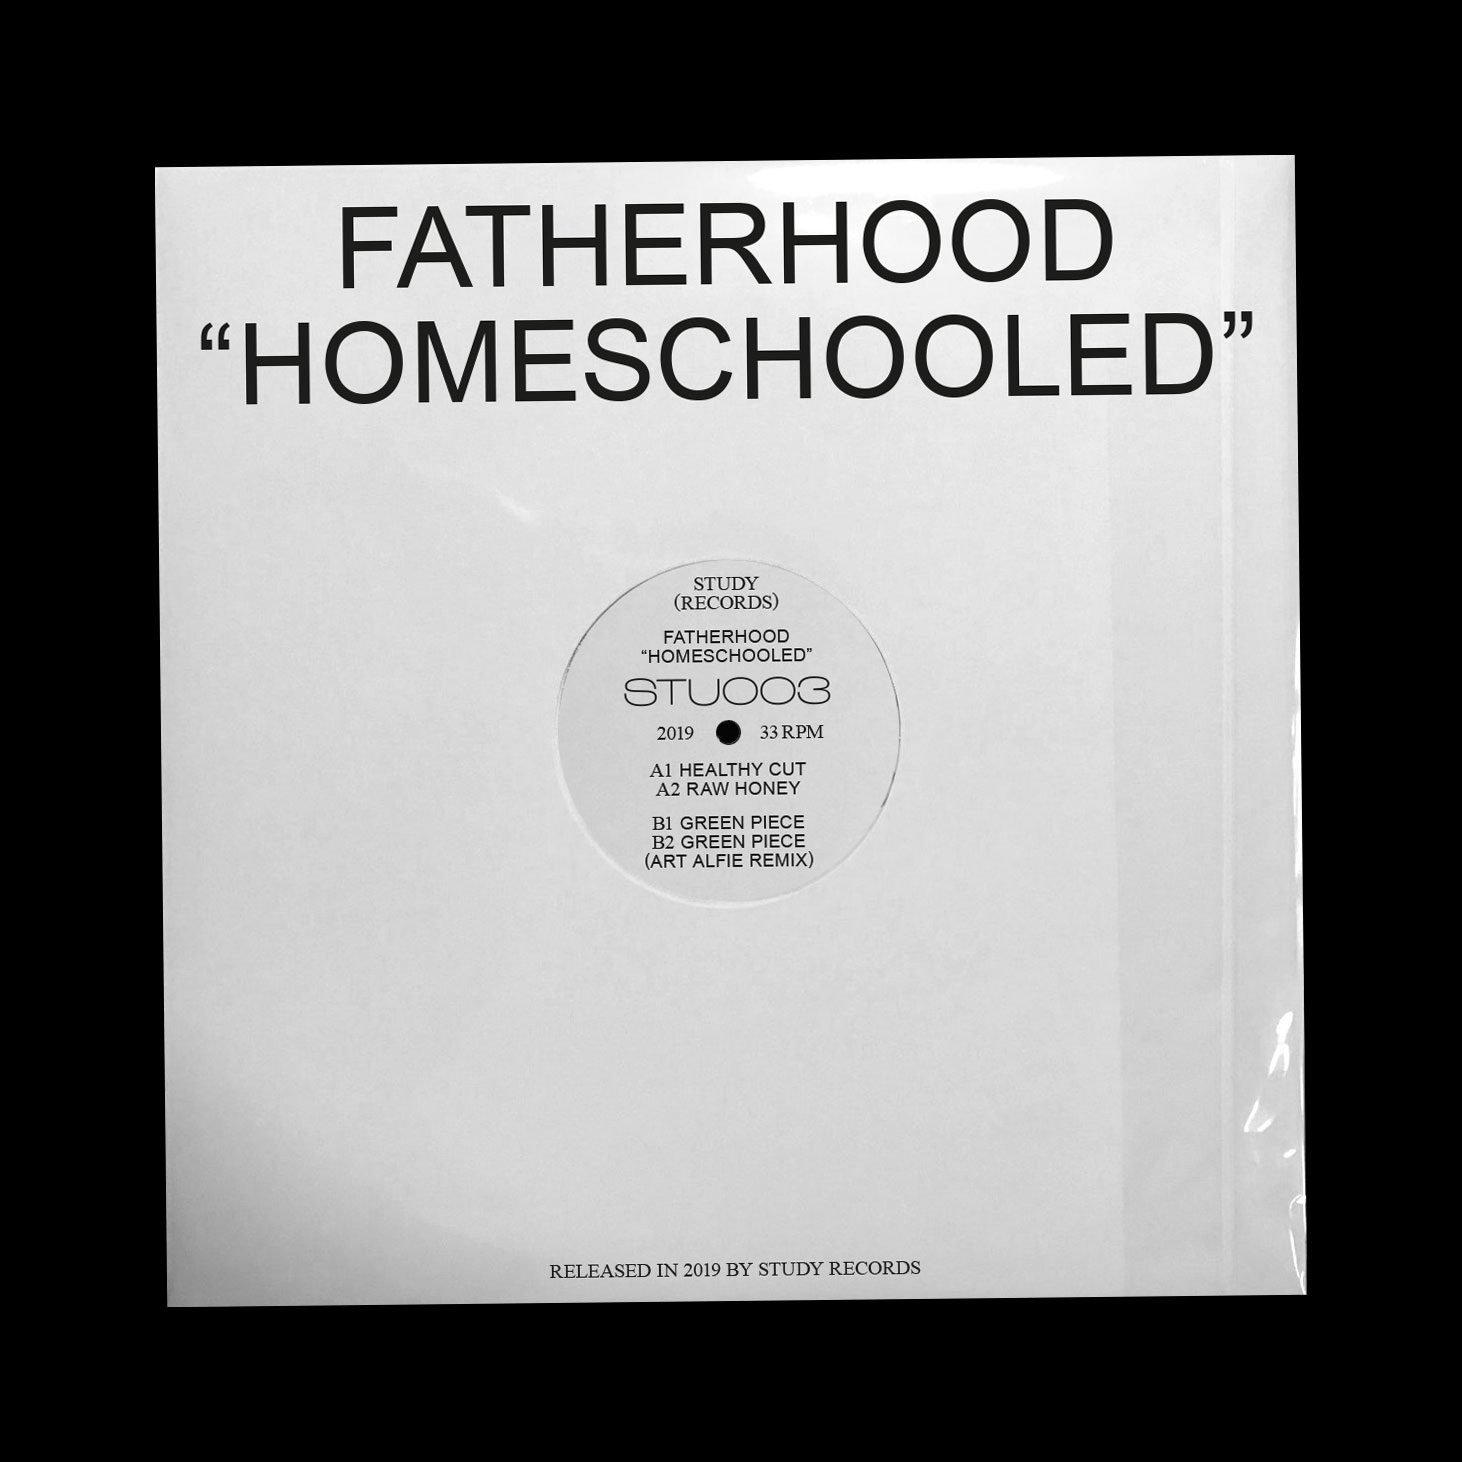 FATHERHOOD
“HOMESCHOOLED”
STUDY
(RECORDS)
FATHERHOOD
“HOMESCHOOLED”
STU003
2019 33 RPM
A1 HEALTHY CUT
A2 RAW HONEY
B1 GREEN PIECE
B2 GREEN PIECE
(ART ALFIE REMIX)
RELEASED IN 2019 BY STUDY RECORDS